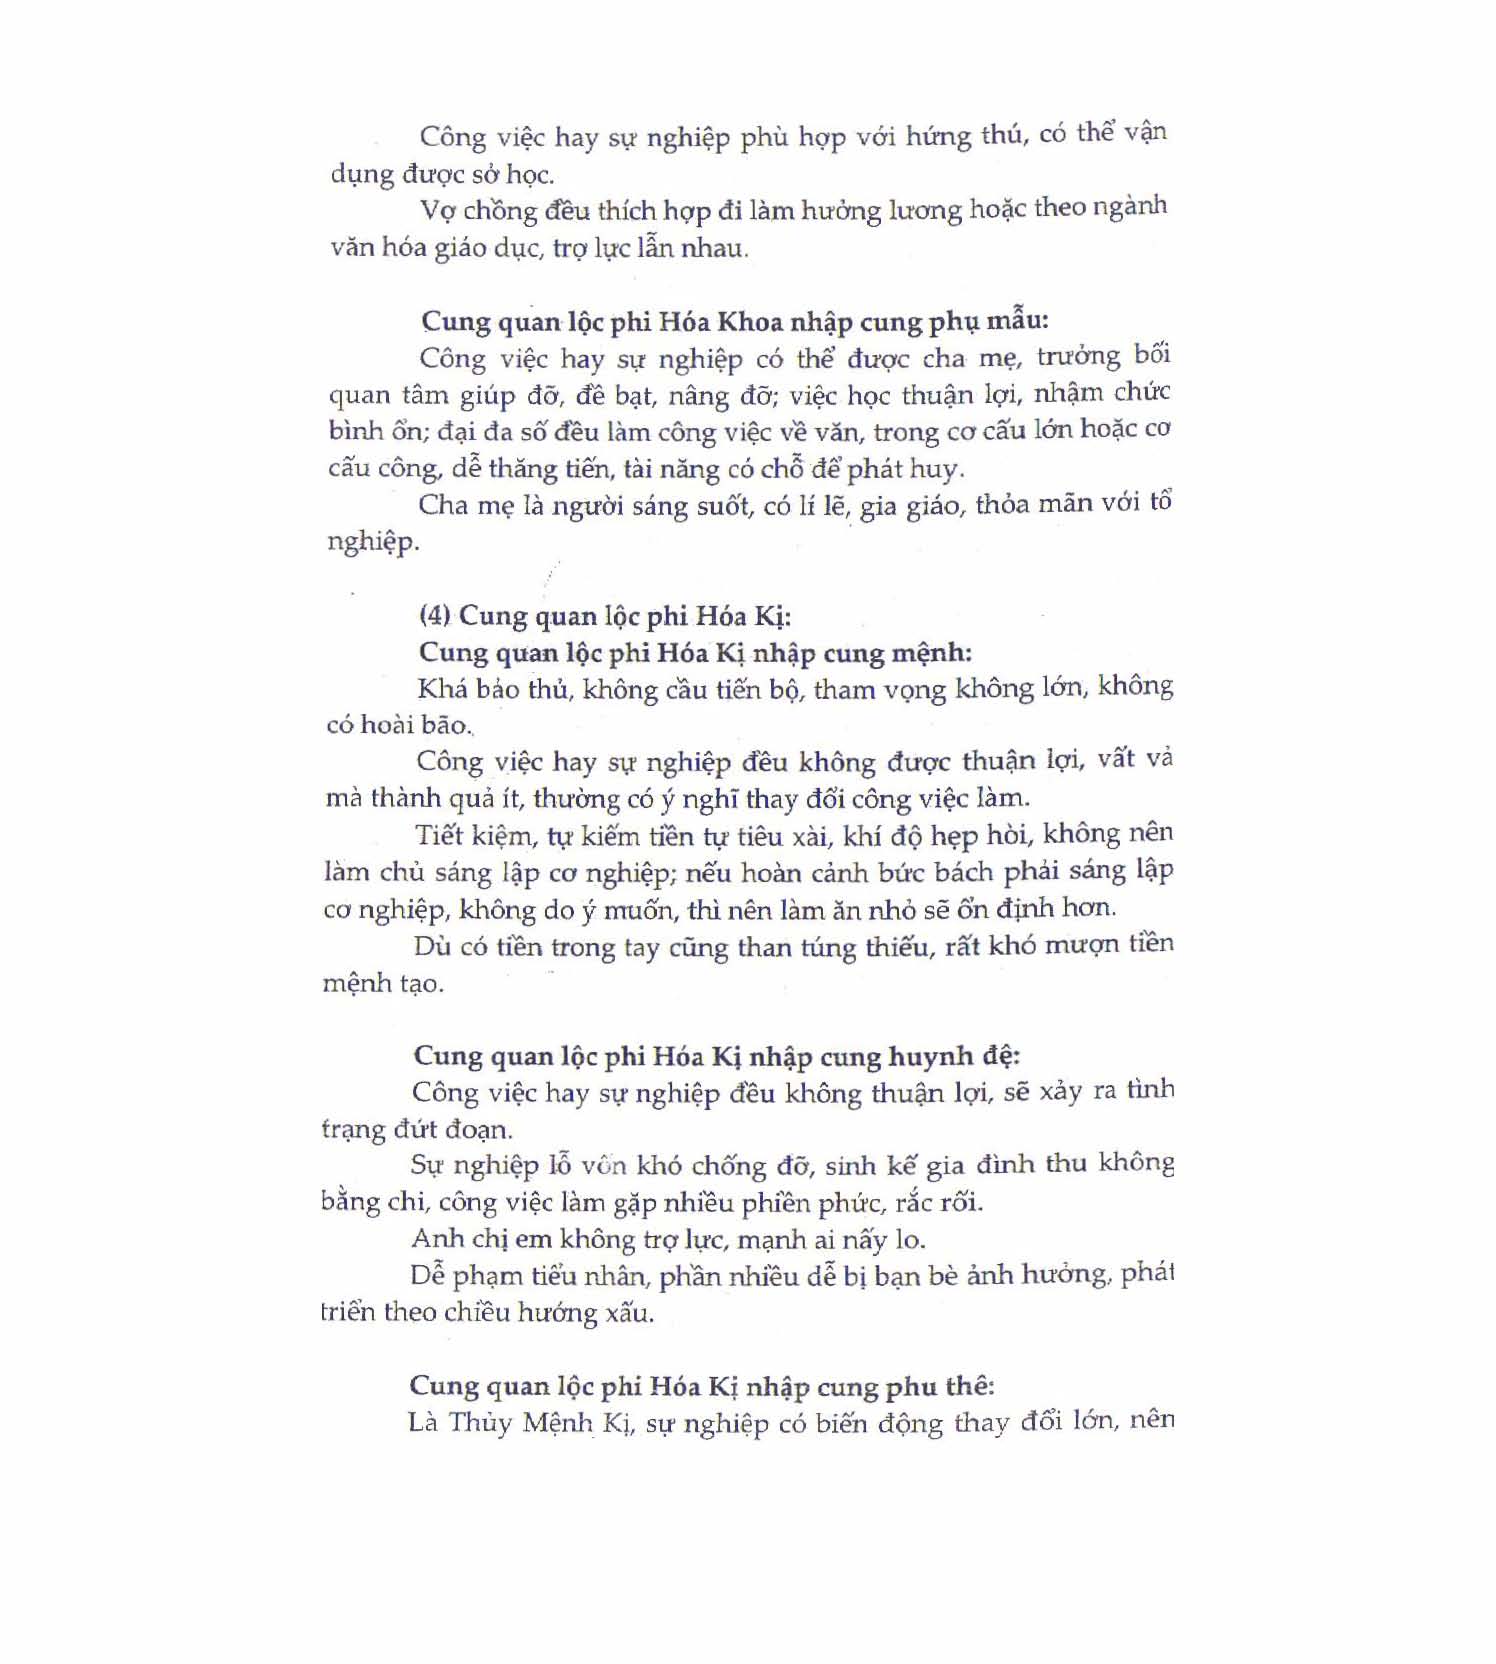 Công việc hay sự nghiệp phù hợp với hứng thú, có thể vận
dụng được sở học.
Vợ chồng đều thích hợp đi làm hưởng lương hoặc theo ngành
văn hóa giáo dục, trợ lực lẫn nhau.
Cung quan lộc phi Hóa Khoa nhập cung phụ mẫu:
Công việc hay sự nghiệp có thể được cha mẹ, trưởng bối
quan tâm giúp đỡ, đề bạt, nâng đỡ; việc học thuận lợi, nhậm chức
bình ổn; đại đa số đều làm công việc về văn, trong cơ cấu lớn hoặc cơ
cấu công, dễ thăng tiến, tài năng có chỗ để phát huy.
Cha mẹ là người sáng suốt, có lí lẽ, gia giáo, thỏa mãn với tổ
nghiệp.
(4) Cung quan lộc phi Hóa Kị:
Cung quan lộc phi Hóa Kị nhập cung mệnh:
Khá bảo thủ, không cầu tiến bộ, tham vọng không lớn, không
có hoài bão.
Công việc hay sự nghiệp đều không được thuận lợi, vất vả
mà thành quả ít, thường có ý nghĩ thay đổi công việc làm.
Tiết kiệm, tự kiếm tiền tự tiêu xài, khí độ hẹp hòi, không nên
làm chủ sáng lập cơ nghiệp; nếu hoàn cảnh bức bách phải sáng lập
cơ nghiệp, không do ý muốn, thì nên làm ăn nhỏ sẽ ổn định hơn.
Dù có tiền trong tay cũng than túng thiếu, rất khó mượn tiền
mệnh tạo.
Cung quan lộc phi Hóa Kị nhập cung huynh đệ:
Công việc hay sự nghiệp đều không thuận lợi, sẽ xảy ra tình
trạng đứt đoạn.
Sự nghiệp lỗ vốn khó chống đỡ, sinh kế gia đình thu không
bằng chi, công việc làm gặp nhiều phiền phức, rắc rối.
Anh chị em không trợ lực, mạnh ai nấy lo.
Dễ phạm tiểu nhân, phần nhiều dễ bị bạn bè ảnh hưởng, phát
triển theo chiều hướng xấu.
Cung quan lộc phi Hóa Kị nhập cung phu thê:
Là Thủy Mệnh Kị, sự nghiệp có biến động thay đổi lớn, nên